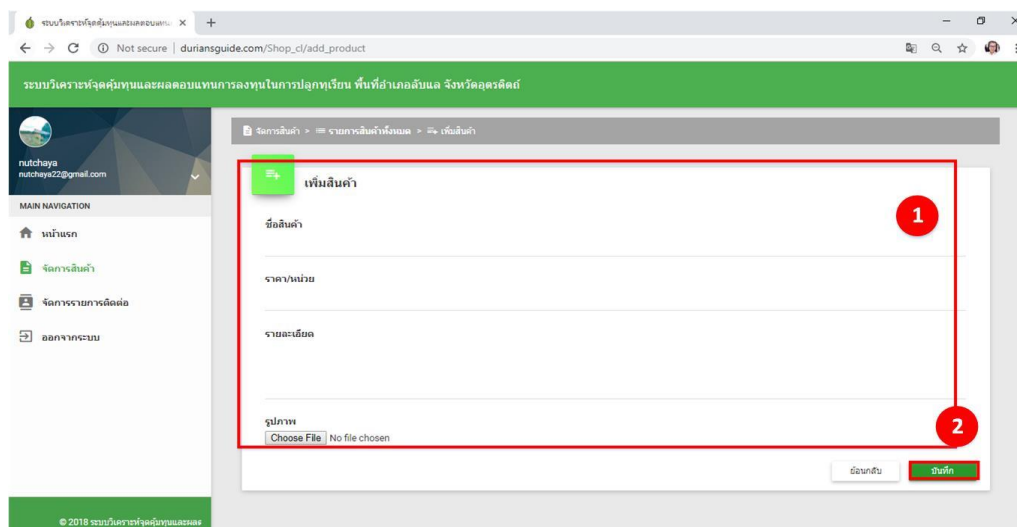 ระบบวิเคราะห์จุดคุ้มทุนและผลตอบแทน
Not secure | duriansguide.com/Shop_cl/add_product
ระบบวิเคราะห์จุดคุ้มทุนและผลตอบแทนการลงทุนในการปลูกทุเรียน พื้นที่อำเภอลับแล จังหวัดอุตรดิตถ์
จัดการสินค้า > รายการสินค้าทั้งหมด > เพิ่มสินค้า
nutchaya
nutchaya22@gmail.com
MAIN NAVIGATION
หน้าแรก
จัดการสินค้า
จัดการรายการติดต่อ
ออกจากระบบ
เพิ่มสินค้า
1
ชื่อสินค้า
ราคา/หน่วย
รายละเอียด
รูปภาพ
Choose File No file chosen
2
ย้อนกลับ
บันทึก
© 2018 ระบบวิเคราะห์จุดคุ้มทุนและผลต